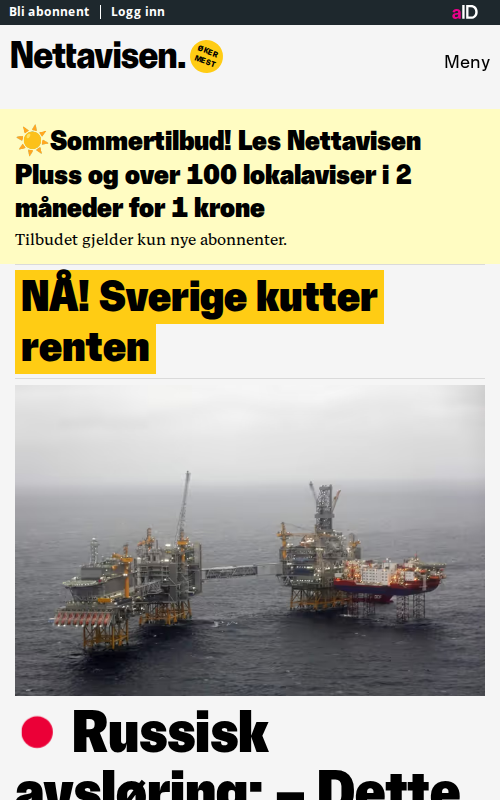 Bli abonnent | Logg inn
aID
Nettavisen.
ØKER
MEST
Meny
☀️Sommertilbud! Les Nettavisen
Pluss og over 100 lokalaviser i 2
måneder for 1 krone
Tilbudet gjelder kun nye abonnenter.
NÅ! Sverige kutter
renten
Russisk
avsløring: – Dette